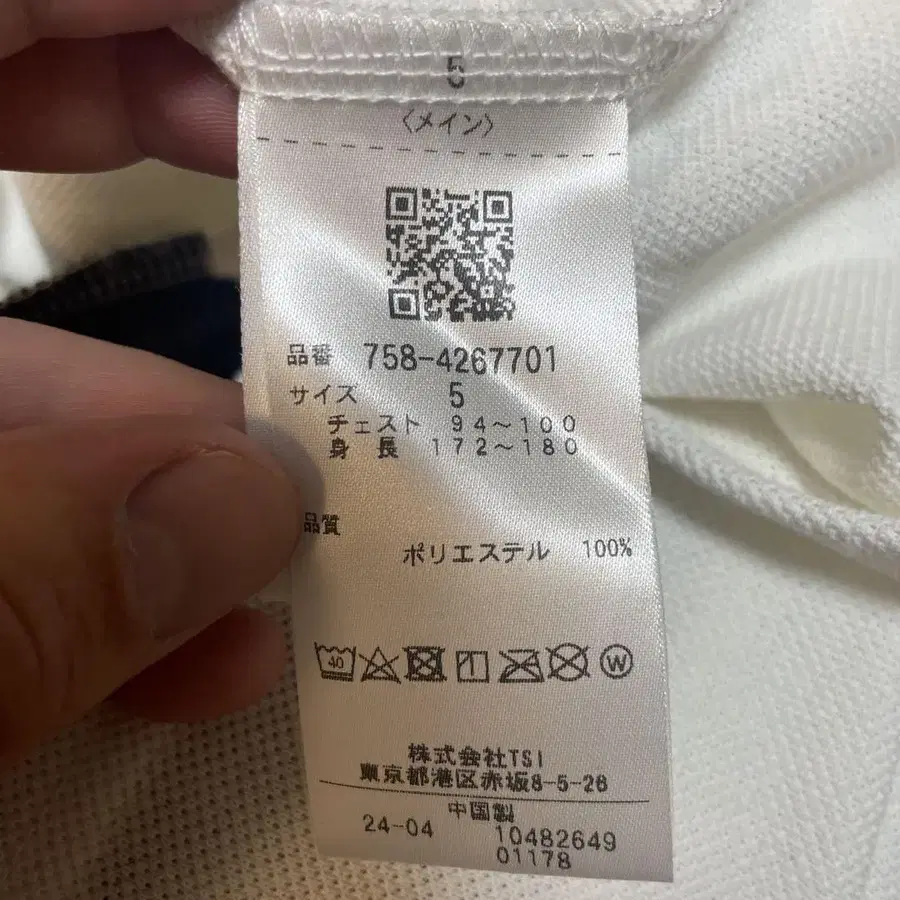 5
〈メイン〉
品番 758-4267701
サイズ 5
チェスト 94~100
身長 172~180
品質
ポリエステル 100%
40
W
株式会社TSI
東京都港区赤坂8-5-26
中国製
24-04 10482649
01178